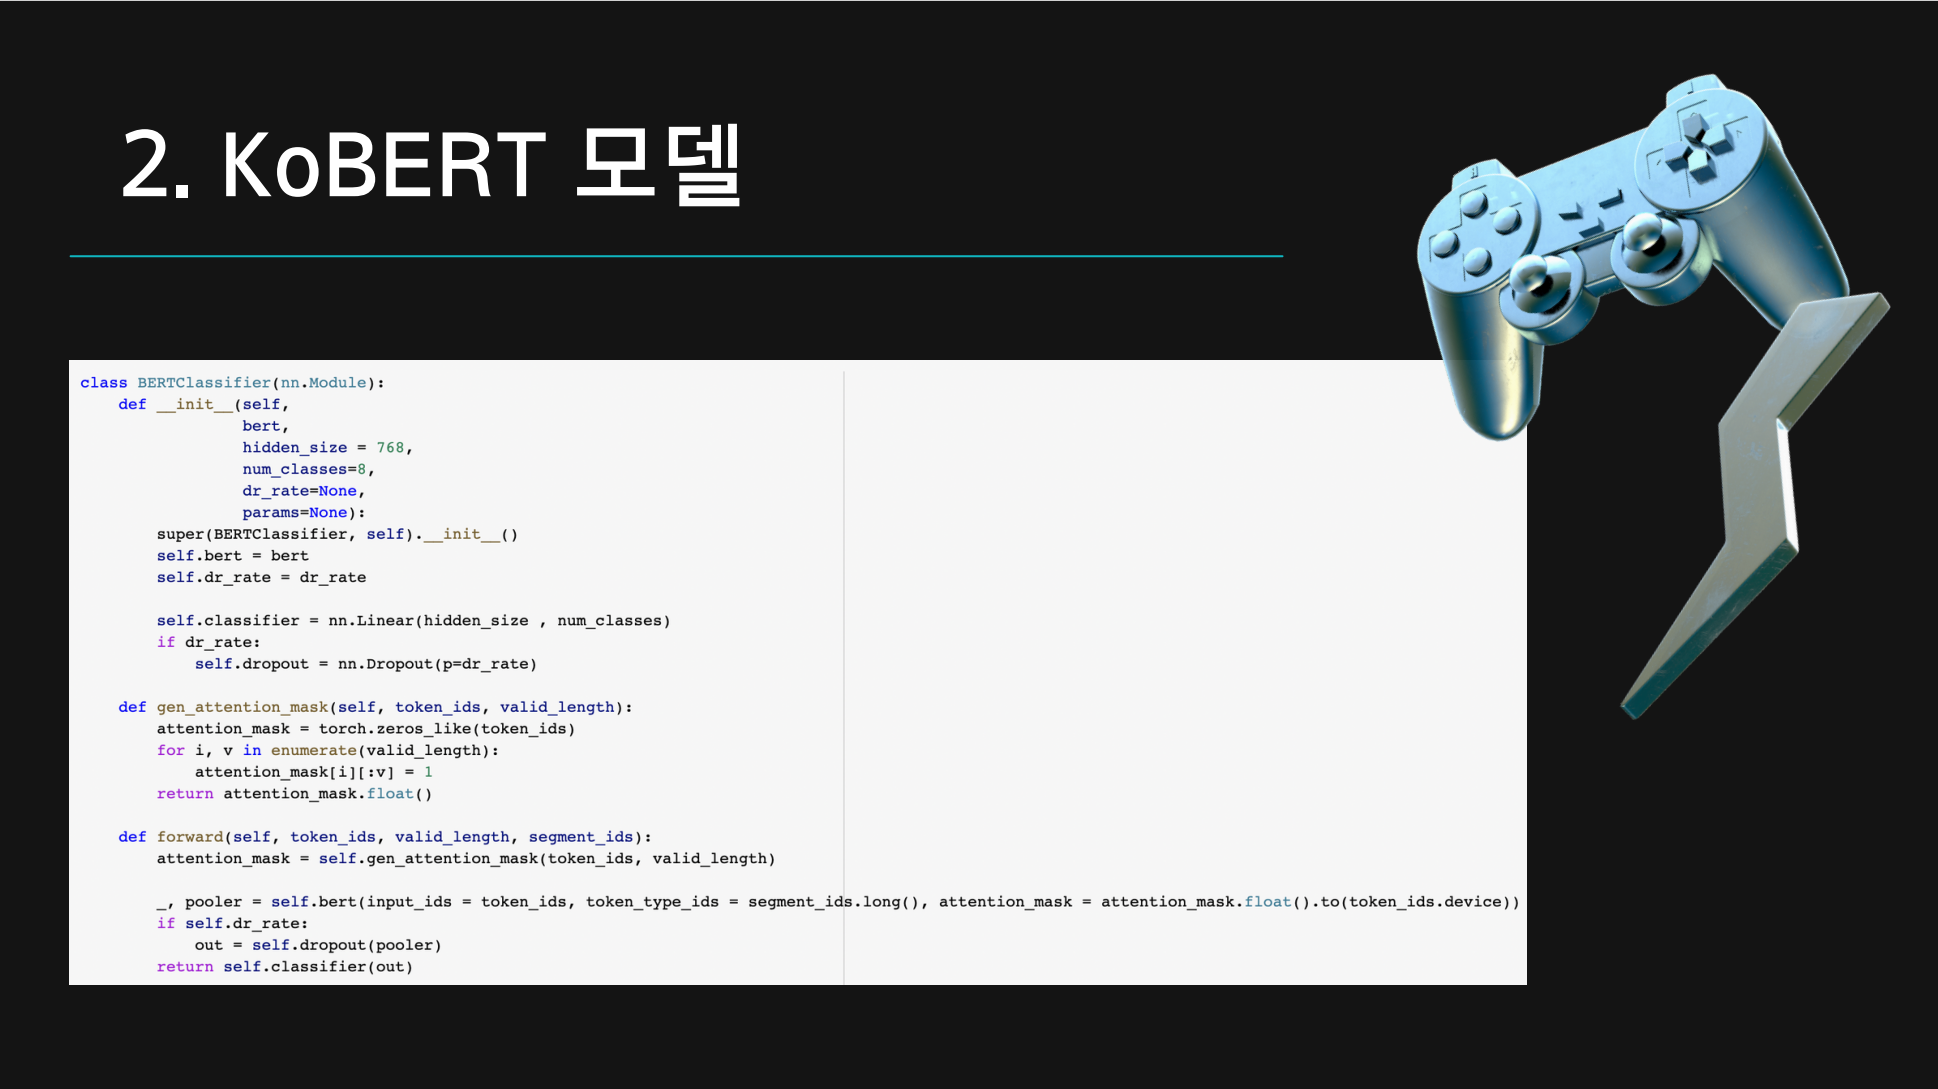 2. KoBERT 모델
class BERTClassifier(nn.Module):
    def __init__(self,
                 bert,
                 hidden_size = 768,
                 num_classes=8,
                 dr_rate=None,
                 params=None):
        super(BERTClassifier, self).__init__()
        self.bert = bert
        self.dr_rate = dr_rate

        self.classifier = nn.Linear(hidden_size , num_classes)
        if dr_rate:
            self.dropout = nn.Dropout(p=dr_rate)

    def gen_attention_mask(self, token_ids, valid_length):
        attention_mask = torch.zeros_like(token_ids)
        for i, v in enumerate(valid_length):
            attention_mask[i][:v] = 1
        return attention_mask.float()

    def forward(self, token_ids, valid_length, segment_ids):
        attention_mask = self.gen_attention_mask(token_ids, valid_length)

        _, pooler = self.bert(input_ids = token_ids, token_type_ids = segment_ids.long(), attention_mask = attention_mask.float().to(token_ids.device))
        if self.dr_rate:
            out = self.dropout(pooler)
        return self.classifier(out)